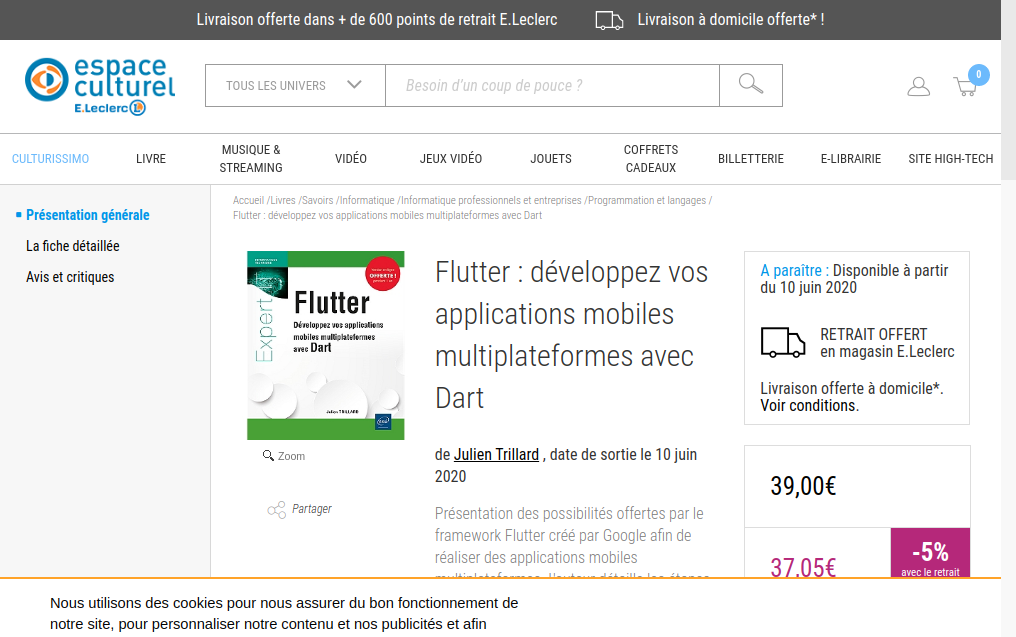 Livraison offerte dans + de 600 points de retrait E.Leclerc
Livraison à domicile offerte* !
espace
culturel
E.Leclerc L
TOUS LES UNIVERS
Besoin d'un coup de pouce ?
0
CULTURISSIMO
LIVRE
MUSIQUE &
STREAMING
VIDÉO
JEUX VIDÉO
JOUETS
COFFRETS
CADEAUX
BILLETTERIE
E-LIBRAIRIE
SITE HIGH-TECH
Présentation générale
La fiche détaillée
Avis et critiques
Accueil /Livres /Savoirs /Informatique /Informatique professionnels et entreprises /Programmation et langages /
Flutter : développez vos applications mobiles multiplateformes avec Dart
OFFERTE !
Expert
Flutter
Développez vos applications
mobiles multiplateformes
avec Dart
Julien TRILLARD
eni
Zoom
Partager
Flutter : développez vos
applications mobiles
multiplateformes avec
Dart
de Julien Trillard , date de sortie le 10 juin
2020
Présentation des possibilités offertes par le
framework Flutter créé par Google afin de
réaliser des applications mobiles
multiplateformes. L'auteur détaille les étapes
A paraître : Disponible à partir
du 10 juin 2020
RETRAIT OFFERT
en magasin E.Leclerc
Livraison offerte à domicile*.
Voir conditions.
39,00€
37,05€
-5%
avec le retrait
Nous utilisons des cookies pour nous assurer du bon fonctionnement de
notre site, pour personnaliser notre contenu et nos publicités et afin